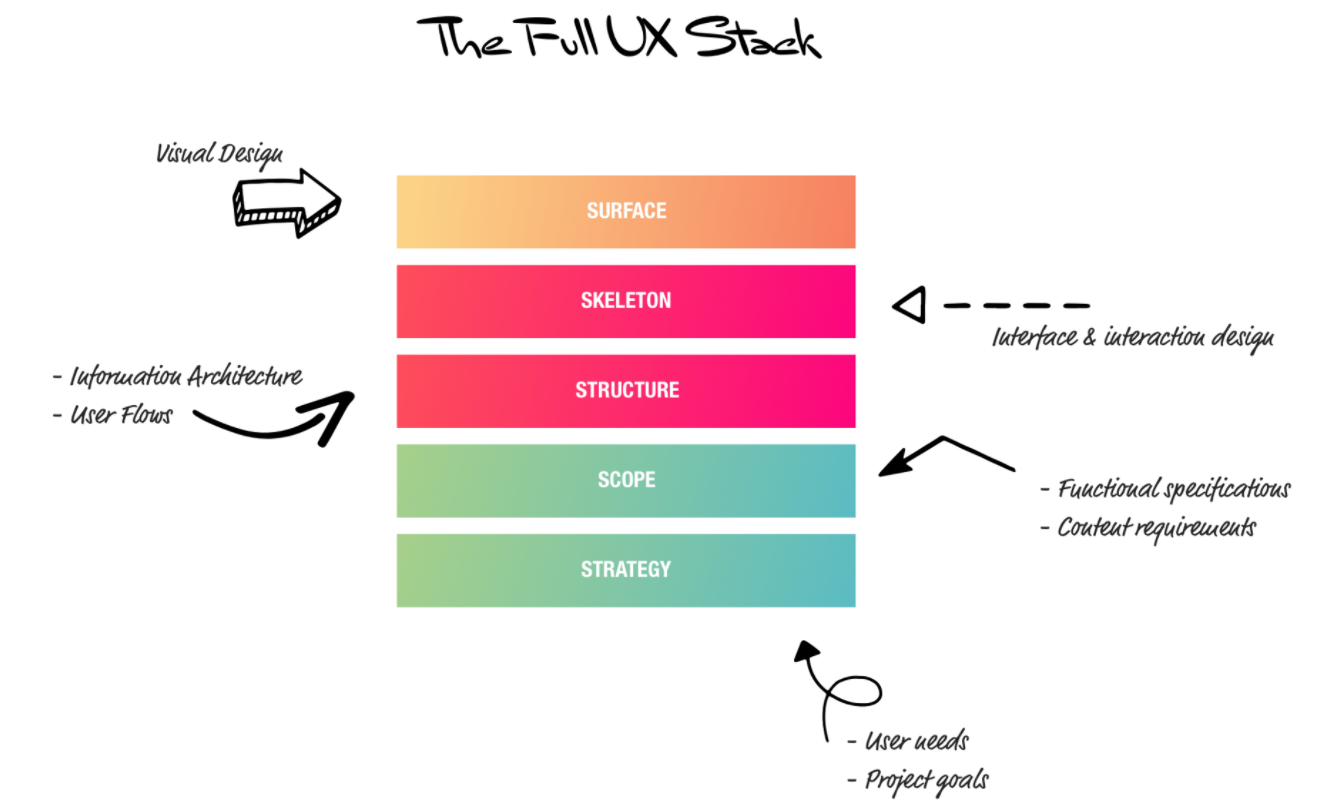 The Full UX Stack
Visual Design
SURFACE
SKELETON
Interface & interaction design
- Information Architecture
- User Flows
STRUCTURE
SCOPE
- Functional specifications
- Content requirements
STRATEGY
- User needs
- Project goals